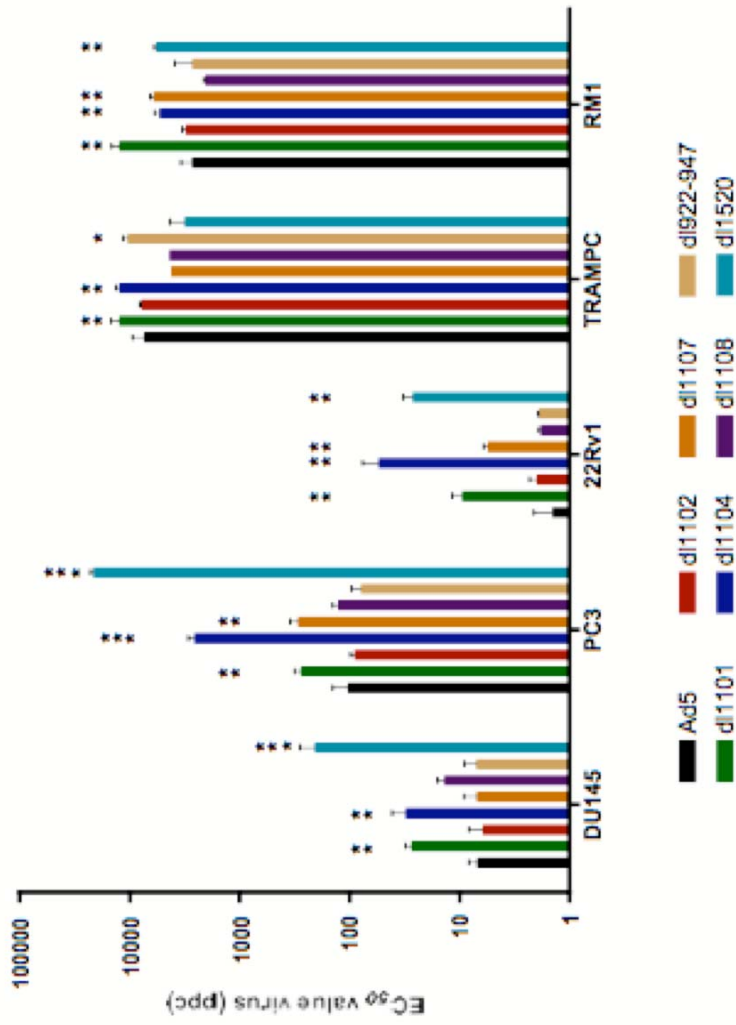 EC50 value virus (ppc)
100000
10000
1000
100
10
1
** ** *** ** *** ** *** ** ** ** ** ** ** * ** ** ** **
DU145 PC3 22Rv1 TRAMPC RM1
Ad5 dl1102 dl1107 dl922-947
dl1101 dl1104 dl1108 dl1520